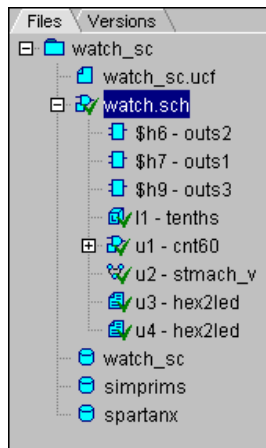 Files Versions
watch_sc
watch_sc.ucf
watch.sch
$h6 - outs2
$h7 - outs1
$h9 - outs3
l1 - tenths
u1 - cnt60
u2 - stmach_v
u3 - hex2led
u4 - hex2led
watch_sc
simprims
spartanx